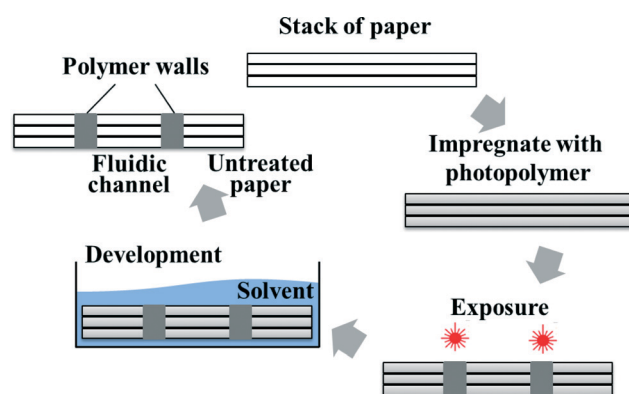 Stack of paper
Polymer walls
Impregnate with
photopolymer
Fluidic
channel
Untreated
paper
Development
Solvent
Exposure